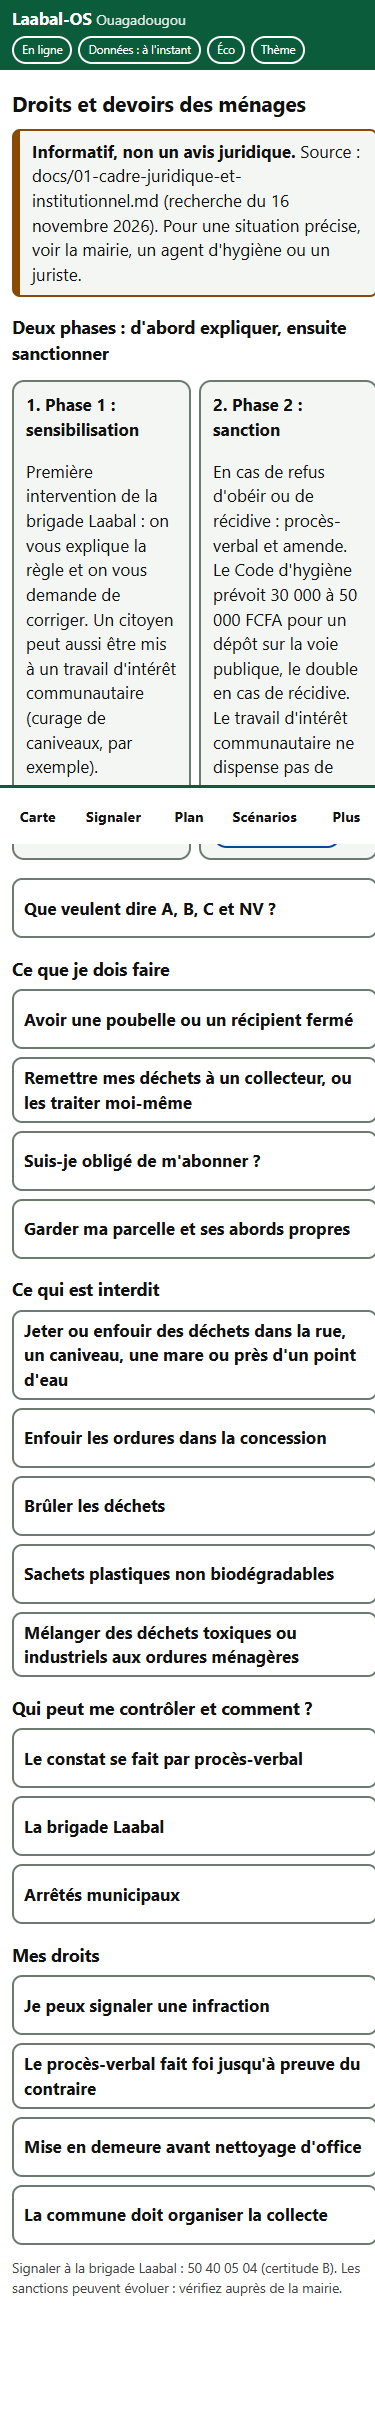 Laabal-OS Ouagadougou
En ligne
Données : à l'instant
Éco
Thème
Droits et devoirs des ménages
Informatif, non un avis juridique. Source :
docs/01-cadre-juridique-et-
institutionnel.md (recherche du 16
novembre 2026). Pour une situation précise,
voir la mairie, un agent d'hygiène ou un
juriste.
Deux phases : d'abord expliquer, ensuite
sanctionner
1. Phase 1 :
sensibilisation
Première
intervention de la
brigade Laabal : on
vous explique la
règle et on vous
demande de
corriger. Un citoyen
peut aussi être mis
à un travail d'intérêt
communautaire
(curage de
caniveaux, par
exemple).
2. Phase 2 :
sanction
En cas de refus
d'obéir ou de
récidive : procès-
verbal et amende.
Le Code d'hygiène
prévoit 30 000 à 50
000 FCFA pour un
dépôt sur la voie
publique, le double
en cas de récidive.
Le travail d'intérêt
communautaire ne
dispense pas de
Carte
Signaler
Plan
Scénarios
Plus
Que veulent dire A, B, C et NV ?
Ce que je dois faire
Avoir une poubelle ou un récipient fermé
Remettre mes déchets à un collecteur, ou
les traiter moi-même
Suis-je obligé de m'abonner ?
Garder ma parcelle et ses abords propres
Ce qui est interdit
Jeter ou enfouir des déchets dans la rue,
un caniveau, une mare ou près d'un point
d'eau
Enfouir les ordures dans la concession
Brûler les déchets
Sachets plastiques non biodégradables
Mélanger des déchets toxiques ou
industriels aux ordures ménagères
Qui peut me contrôler et comment ?
Le constat se fait par procès-verbal
La brigade Laabal
Arrêtés municipaux
Mes droits
Je peux signaler une infraction
Le procès-verbal fait foi jusqu'à preuve du
contraire
Mise en demeure avant nettoyage d'office
La commune doit organiser la collecte
Signaler à la brigade Laabal : 50 40 05 04 (certitude B). Les
sanctions peuvent évoluer : vérifiez auprès de la mairie.